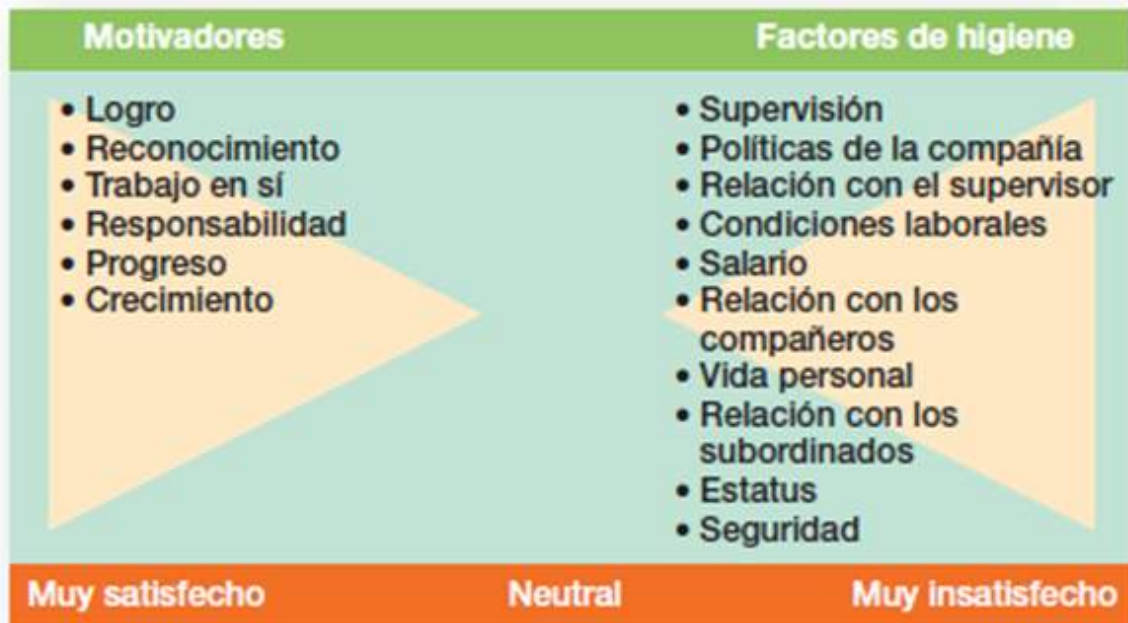 Motivadores
Factores de higiene
• Logro
• Reconocimiento
• Trabajo en sí
• Responsabilidad
• Progreso
• Crecimiento
• Supervisión
• Políticas de la compañía
• Relación con el supervisor
• Condiciones laborales
• Salario
• Relación con los
compañeros
• Vida personal
• Relación con los
subordinados
• Estatus
• Seguridad
Muy satisfecho
Neutral
Muy insatisfecho